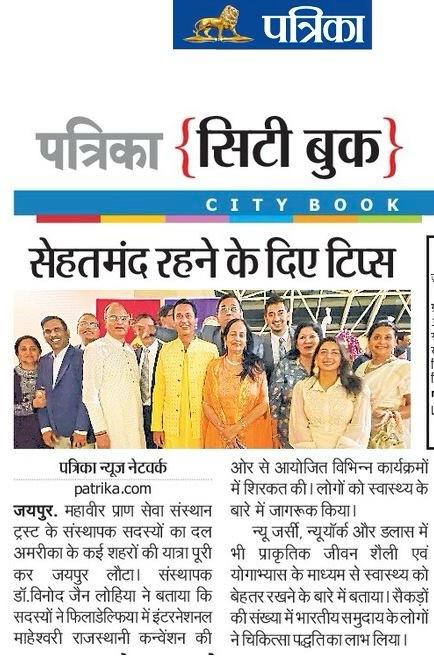 पत्रिका
पत्रिका {सिटी बुक}
CITY BOOK
सेहतमंद रहने के दिए टिप्स
पत्रिका न्यूज नेटवर्क
patrika.com
जयपुर. महावीर प्राण सेवा संस्थान
ट्रस्ट के संस्थापक सदस्यों का दल
अमरीका के कई शहरों की यात्रा पूरी
कर जयपुर लौटा। संस्थापक
डॉ.विनोद जैन लोहिया ने बताया कि
सदस्यों ने फिलाडेल्फिया में इंटरनेशनल
माहेश्वरी राजस्थानी कन्वेंशन की
ओर से आयोजित विभिन्न कार्यक्रमों
में शिरकत की। लोगों को स्वास्थ्य के
बारे में जागरूक किया।
न्यू जर्सी, न्यूयॉर्क और डलास में
भी प्राकृतिक जीवन शैली एवं
योगाभ्यास के माध्यम से स्वास्थ्य को
बेहतर रखने के बारे में बताया। सैकड़ों
की संख्या में भारतीय समुदाय के लोगों
ने चिकित्सा पद्धति का लाभ लिया।